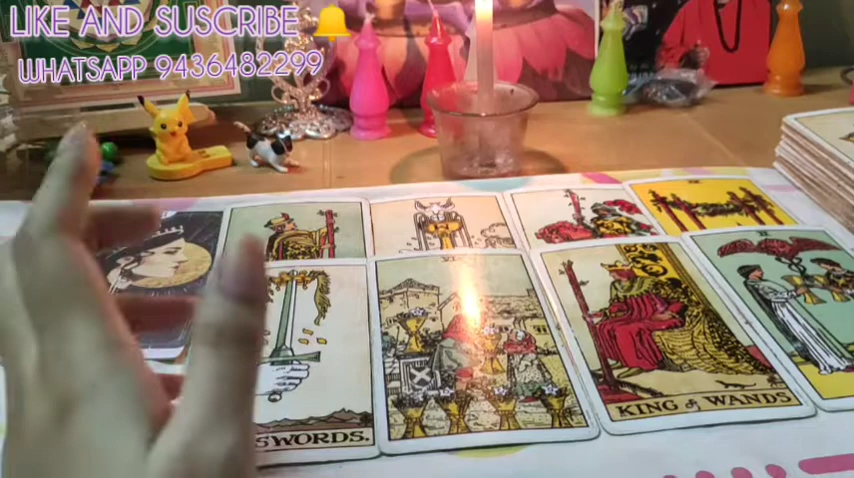 LIKE AND SUSCRIBE 🔔
WHATSAPP 9436482299
SWORDS.
KING of WANDS.